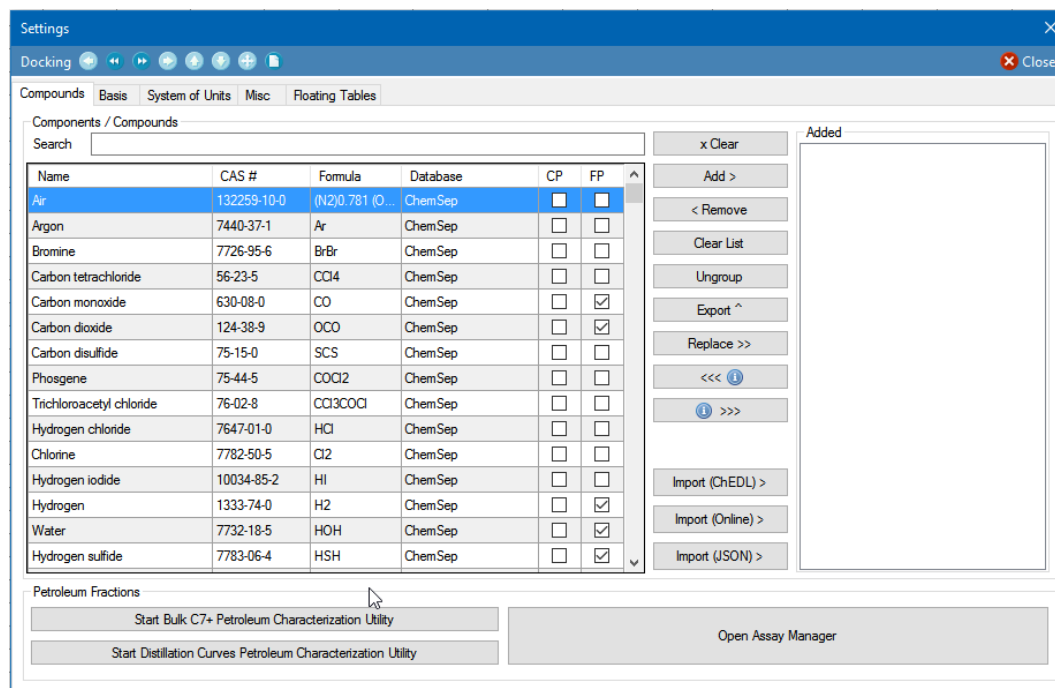 Settings
Docking Close
Compounds Basis System of Units Misc Floating Tables
Components / Compounds
Search
Name CAS # Formula Database CP FP
Air 132259-10-0 (N2)0.781 (O... ChemSep
Argon 7440-37-1 Ar ChemSep
Bromine 7726-95-6 BrBr ChemSep
Carbon tetrachloride 56-23-5 CCl4 ChemSep
Carbon monoxide 630-08-0 CO ChemSep
Carbon dioxide 124-38-9 OCO ChemSep
Carbon disulfide 75-15-0 SCS ChemSep
Phosgene 75-44-5 COCl2 ChemSep
Trichloroacetyl chloride 76-02-8 CCl3COCl ChemSep
Hydrogen chloride 7647-01-0 HCl ChemSep
Chlorine 7782-50-5 Cl2 ChemSep
Hydrogen iodide 10034-85-2 HI ChemSep
Hydrogen 1333-74-0 H2 ChemSep
Water 7732-18-5 HOH ChemSep
Hydrogen sulfide 7783-06-4 HSH ChemSep
x Clear
Add >
< Remove
Clear List
Ungroup
Export ^
Replace >>
<<<
>>>
Import (ChEDL) >
Import (Online) >
Import (JSON) >
Added
Petroleum Fractions
Start Bulk C7+ Petroleum Characterization Utility
Start Distillation Curves Petroleum Characterization Utility
Open Assay Manager